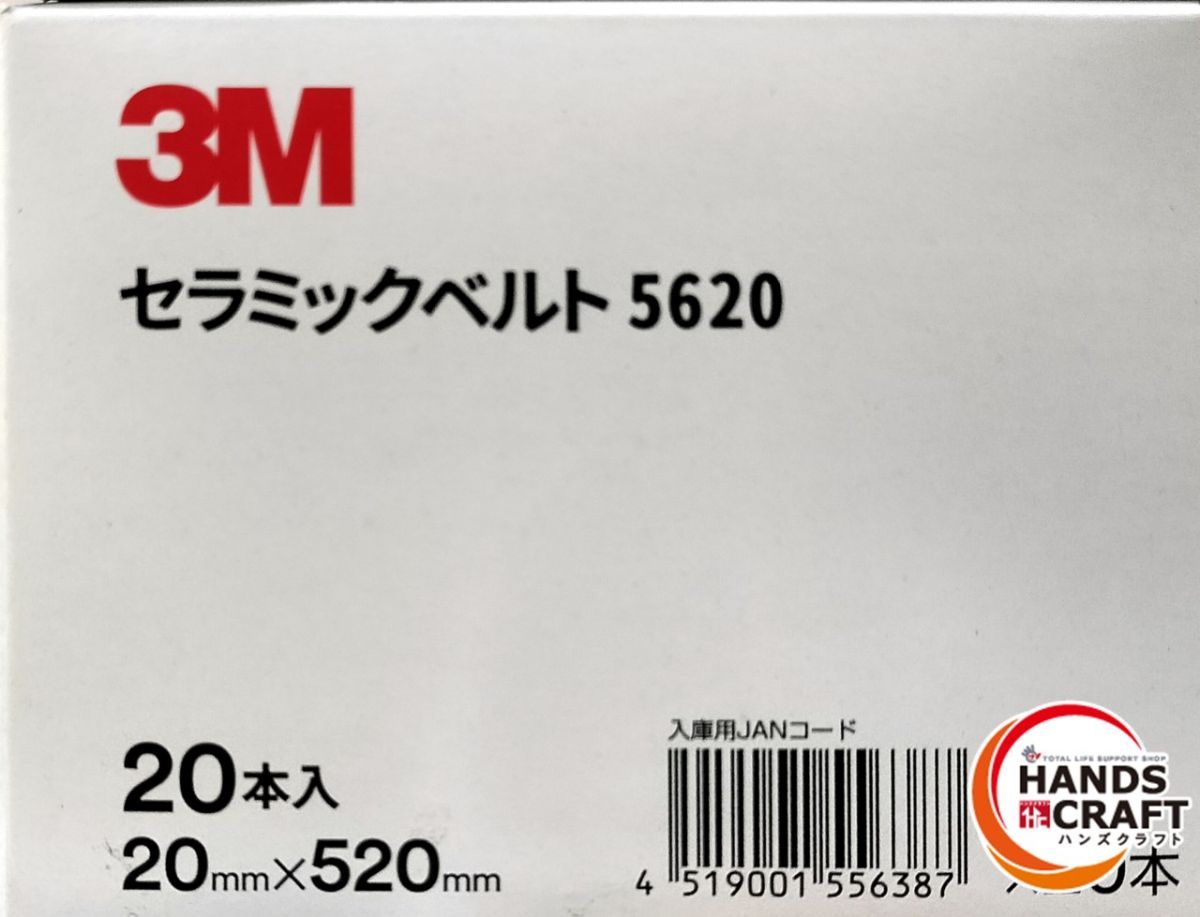 3M
セラミックベルト 5620
20本入
20mm×520mm
入庫用JANコード
4 519001 556387
本
TOTAL LIFE SUPPORT SHOP
HANDS
CRAFT
ハンズクラフト